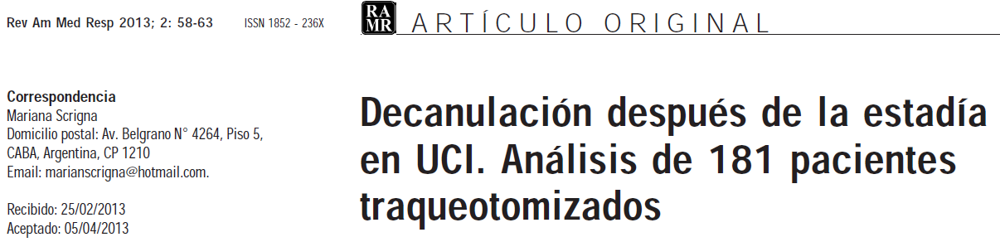 Rev Am Med Resp 2013; 2: 58-63 ISSN 1852 - 236X
RA
MR
ARTÍCULO ORIGINAL
Correspondencia
Mariana Scrigna
Domicilio postal: Av. Belgrano N° 4264, Piso 5,
CABA, Argentina, CP 1210
Email: marianscrigna@hotmail.com.
Recibido: 25/02/2013
Aceptado: 05/04/2013
Decanulación después de la estadía
en UCI. Análisis de 181 pacientes
traqueotomizados